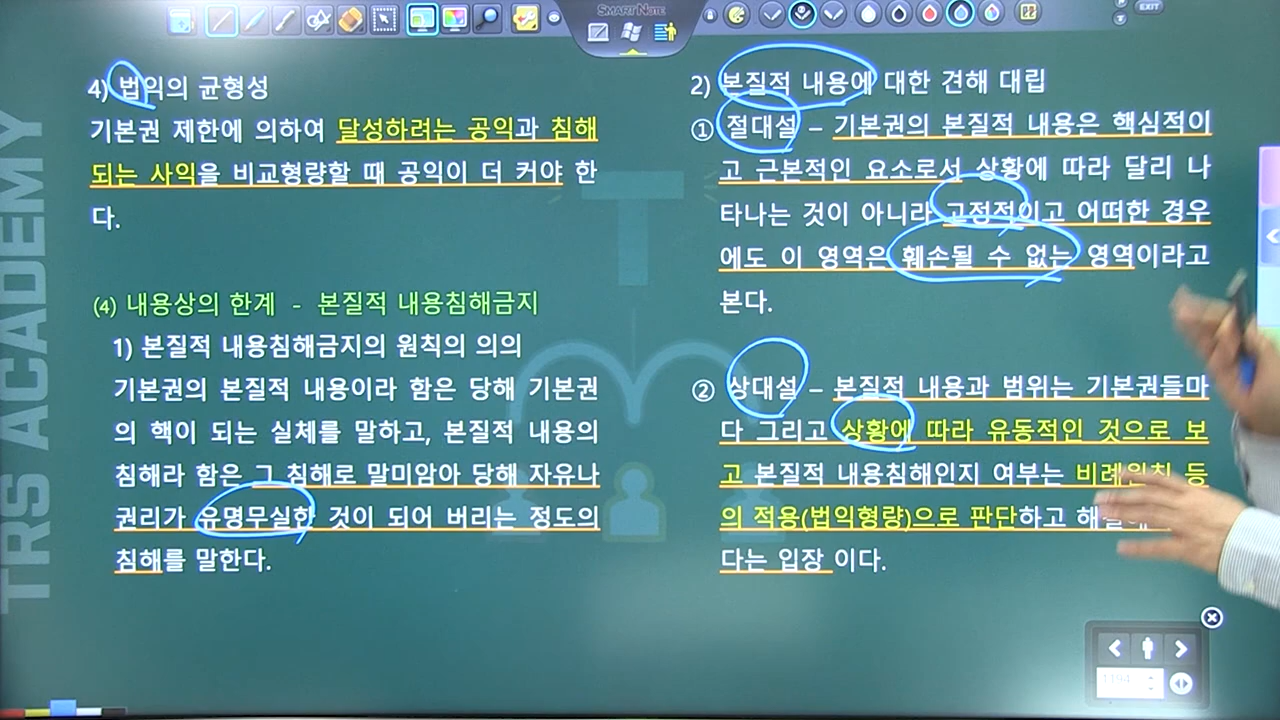 SMART NOTE
EXIT
TRS ACADEMY
4) 법익의 균형성
기본권 제한에 의하여 달성하려는 공익과 침해
되는 사익을 비교형량할 때 공익이 더 커야 한
다.
(4) 내용상의 한계 - 본질적 내용침해금지
1) 본질적 내용침해금지의 원칙의 의의
기본권의 본질적 내용이라 함은 당해 기본권
의 핵이 되는 실체를 말하고, 본질적 내용의
침해라 함은 그 침해로 말미암아 당해 자유나
권리가 유명무실한 것이 되어 버리는 정도의
침해를 말한다.
2) 본질적 내용에 대한 견해 대립
① 절대설 – 기본권의 본질적 내용은 핵심적이
고 근본적인 요소로서 상황에 따라 달리 나
타나는 것이 아니라 고정적이고 어떠한 경우
에도 이 영역은 훼손될 수 없는 영역이라고
본다.
② 상대설 – 본질적 내용과 범위는 기본권들마
다 그리고 상황에 따라 유동적인 것으로 보
고 본질적 내용침해인지 여부는 비례원칙 등
의 적용(법익형량)으로 판단하고
다는 입장 이다.